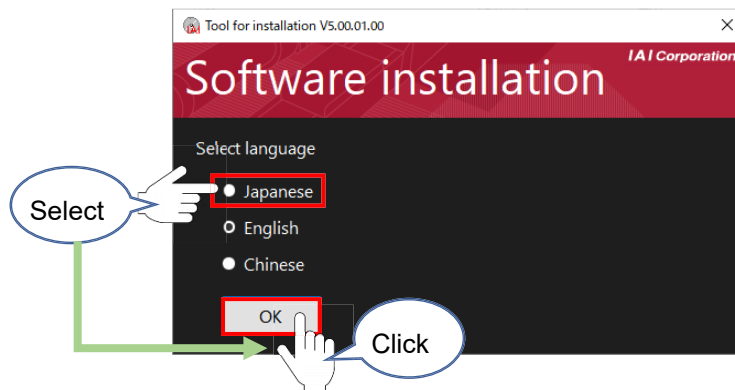 Tool for installation V5.00.01.00
IAI Corporation
Software installation
Select language
Japanese
Select
English
Chinese
OK
Click